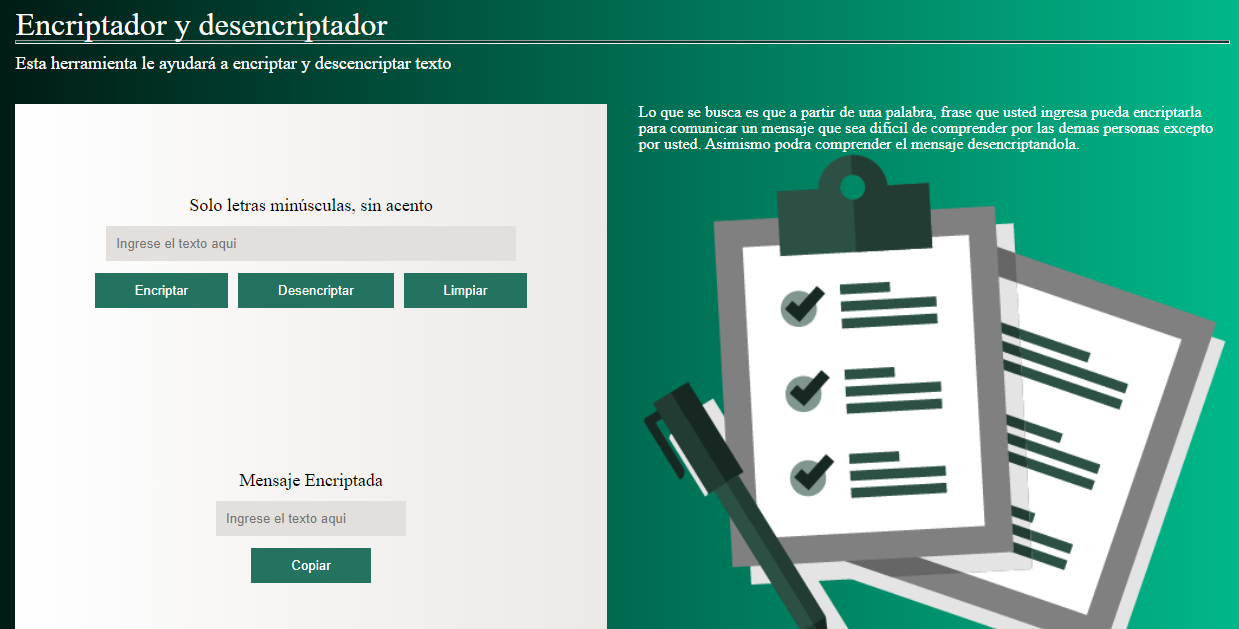 Encriptador y desencriptador
Esta herramienta le ayudará a encriptar y descencriptar texto
Solo letras minúsculas, sin acento
Ingrese el texto aqui
Encriptar
Desencriptar
Limpiar
Mensaje Encriptada
Ingrese el texto aqui
Copiar
Lo que se busca es que a partir de una palabra, frase que usted ingresa pueda encriptarla
para comunicar un mensaje que sea difícil de comprender por las demas personas excepto
por usted. Asimismo podra comprender el mensaje desencriptandola.